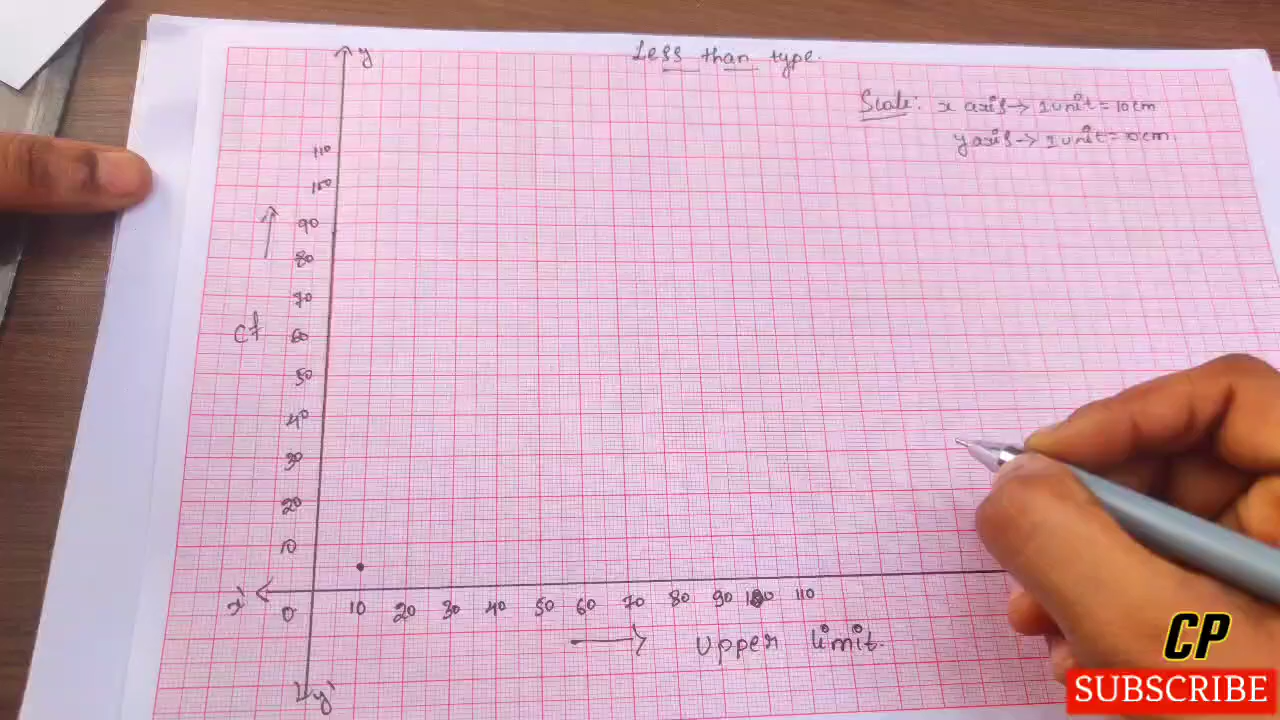 Less than type.
y
Scale: x axis → 1 unit = 10 cm
y axis → 1 unit = 10 cm.
110
100
90
80
70
cf
60
50
40
30
20
10
x'
0 10 20 30 40 50 60 70 80 90 100 110
upper limit.
y'
CP
SUBSCRIBE